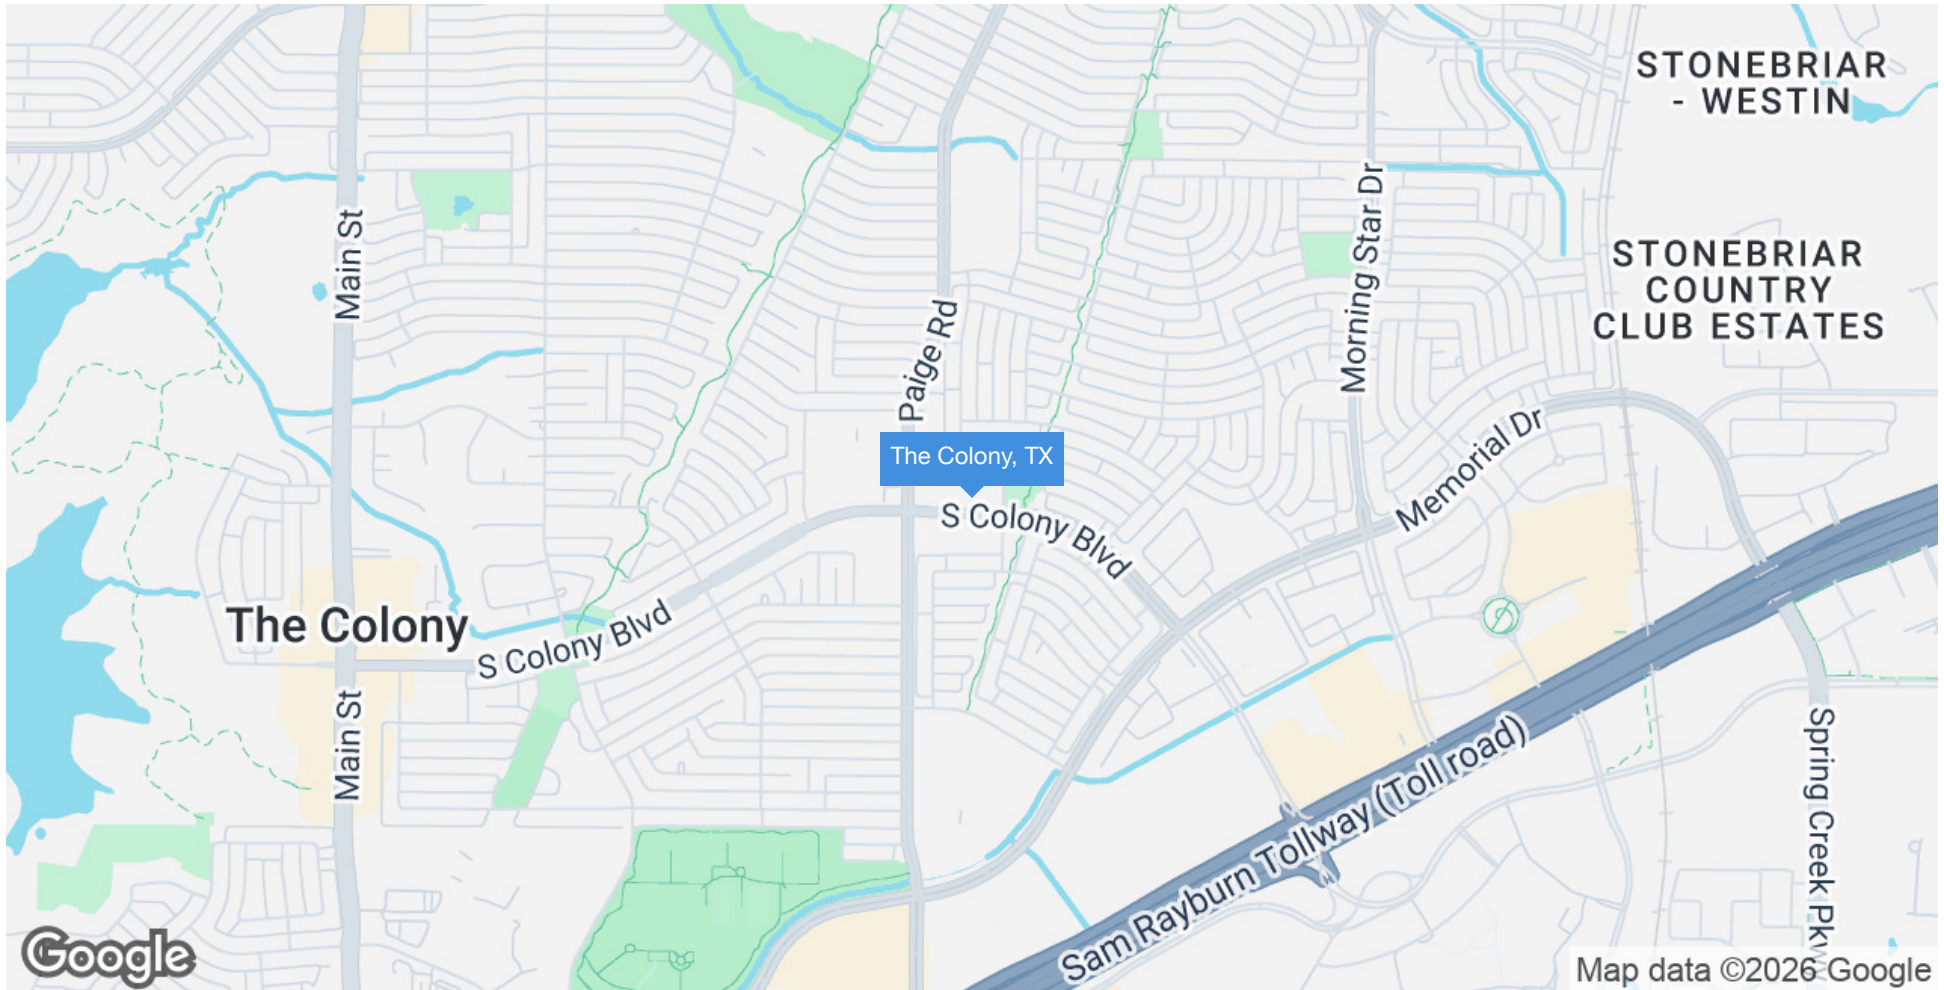 STONEBRIAR
- WESTIN
Main St
Morning Star Dr
STONEBRIAR
COUNTRY
CLUB ESTATES
Paige Rd
The Colony, TX
S Colony Blvd
Memorial Dr
The Colony
S Colony Blvd
Main St
Sam Rayburn Tollway (Toll road)
Spring Creek Pkwy
Google
Map data ©2026 Google